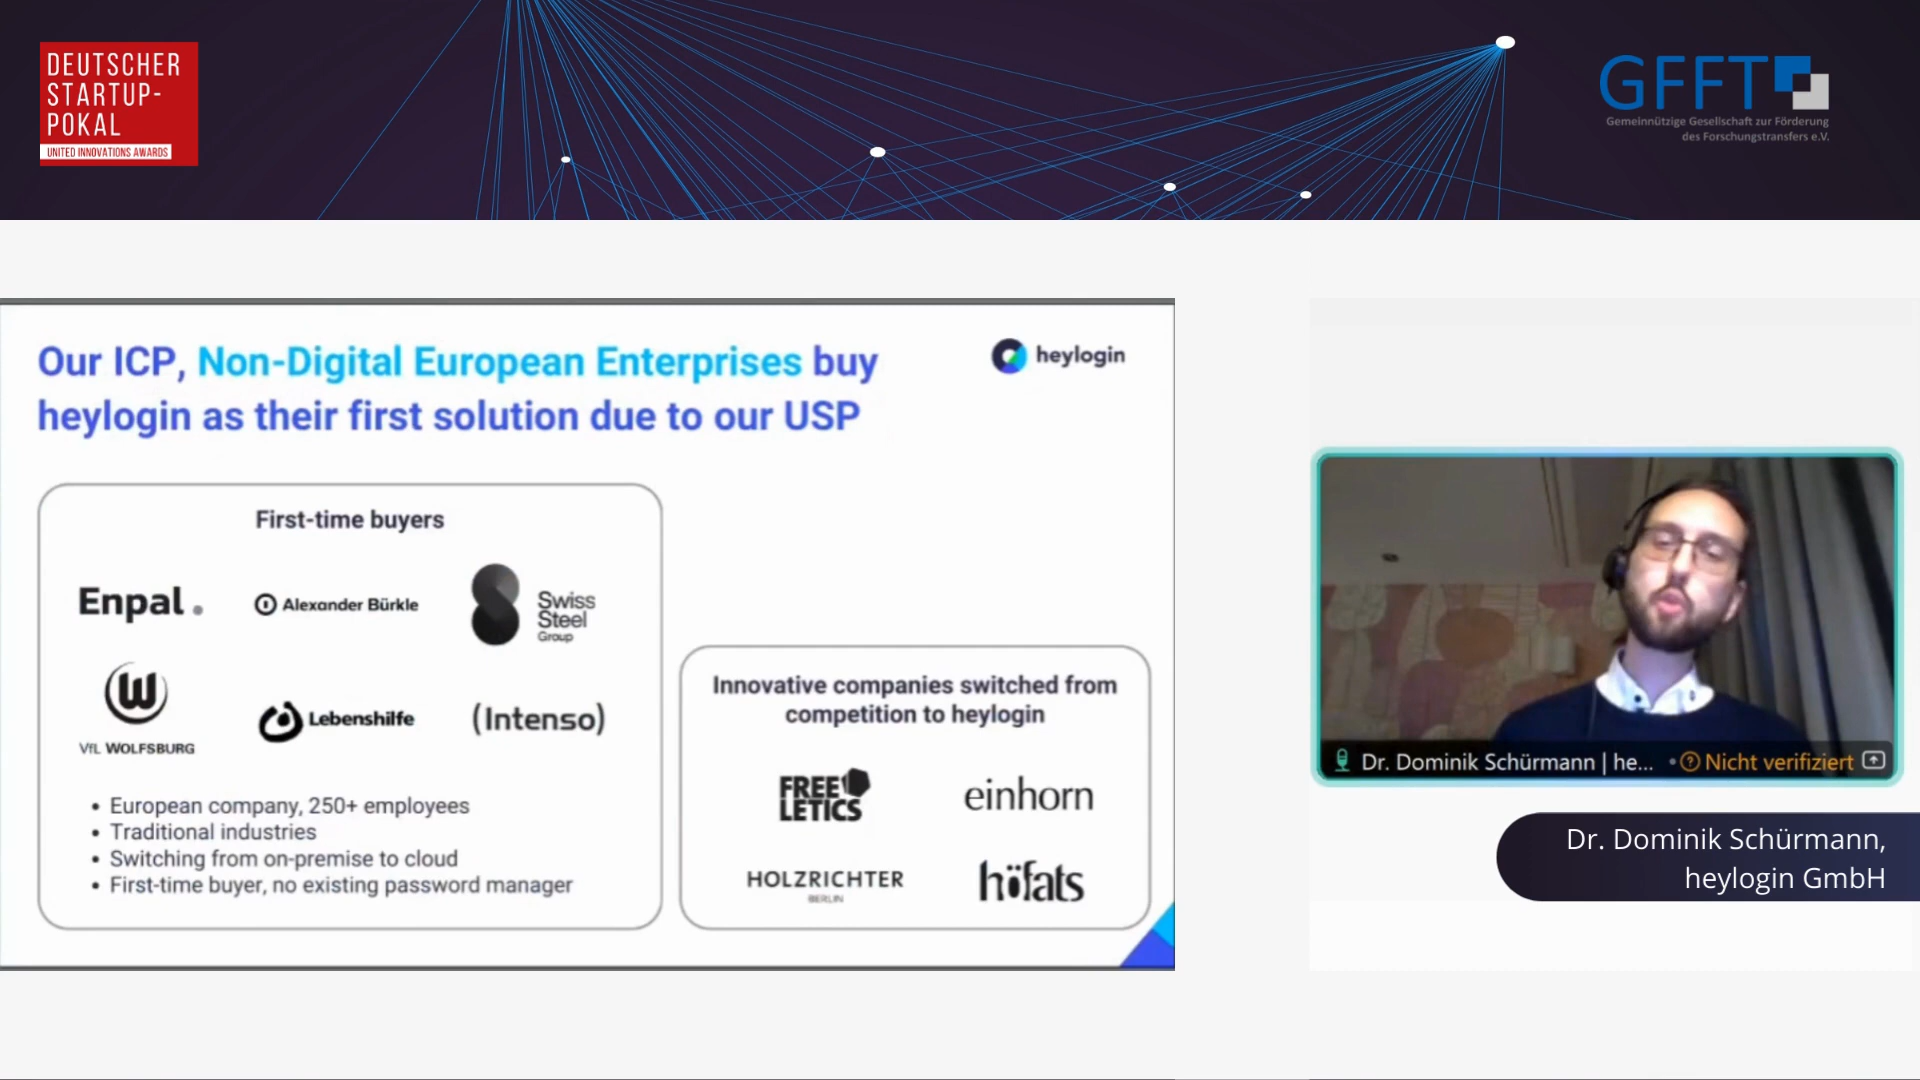 DEUTSCHER
STARTUP-
POKAL
UNITED INNOVATIONS AWARDS
GFFT
Gemeinnützige Gesellschaft zur Förderung
des Forschungstransfers e.V.
Our ICP, Non-Digital European Enterprises buy
heylogin as their first solution due to our USP
heylogin
First-time buyers
Enpal.
Alexander Bürkle
Swiss
Steel
Group
VfL WOLFSBURG
Lebenshilfe
(Intenso)
• European company, 250+ employees
• Traditional industries
• Switching from on-premise to cloud
• First-time buyer, no existing password manager
Innovative companies switched from
competition to heylogin
FREE
LETICS
einhorn
HOLZRICHTER
BERLIN
höfats
Dr. Dominik Schürmann | he... • Nicht verifiziert
Dr. Dominik Schürmann,
heylogin GmbH